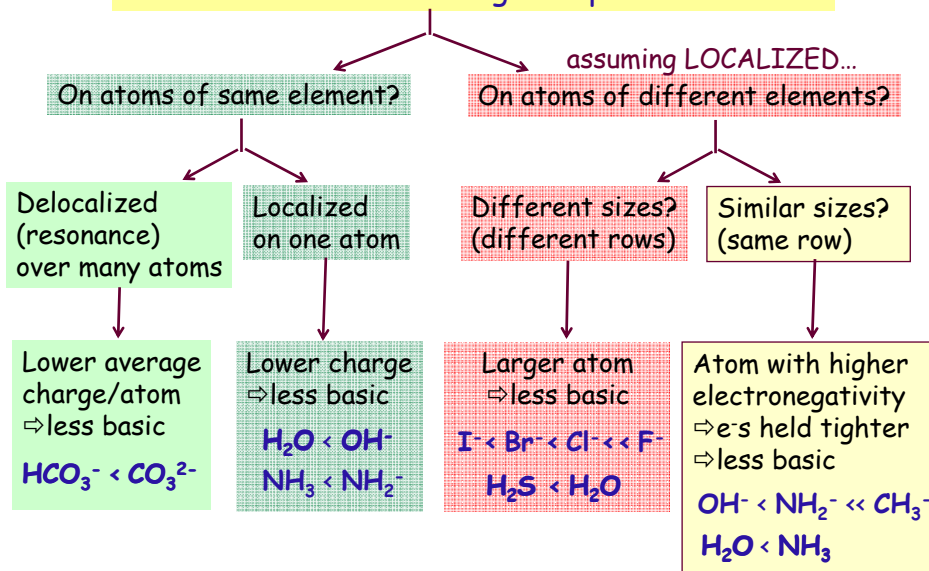 assuming LOCALIZED…
On atoms of same element?
On atoms of different elements?
Delocalized
(resonance)
over many atoms
Localized
on one atom
Different sizes?
(different rows)
Similar sizes?
(same row)
Lower average
charge/atom
⇨less basic
HCO₃⁻ < CO₃²⁻
Lower charge
⇨less basic
H₂O < OH⁻
NH₃ < NH₂⁻
Larger atom
⇨less basic
I⁻ < Br⁻ < Cl⁻ << F⁻
H₂S < H₂O
Atom with higher
electronegativity
⇨e⁻s held tighter
⇨less basic
OH⁻ < NH₂⁻ << CH₃⁻
H₂O < NH₃